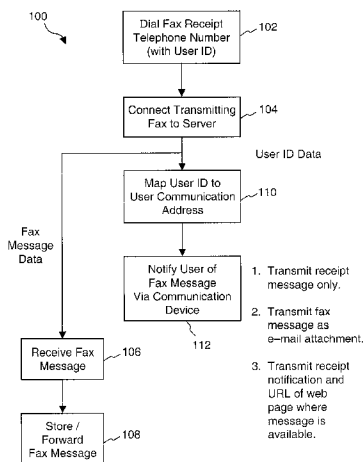 100
Dial Fax Receipt
Telephone Number
(with User ID)
102
Connect Transmitting
Fax to Server
104
User ID Data
Map User ID to
User Communication
Address
110
Fax
Message
Data
Notify User of
Fax Message
Via Communication
Device
112
1. Transmit receipt
message only.
2. Transmit fax
message as
e-mail attachment.
3. Transmit receipt
notification and
URL of web
page where
message is
available.
Receive Fax
Message
106
Store /
Forward
Fax Message
108